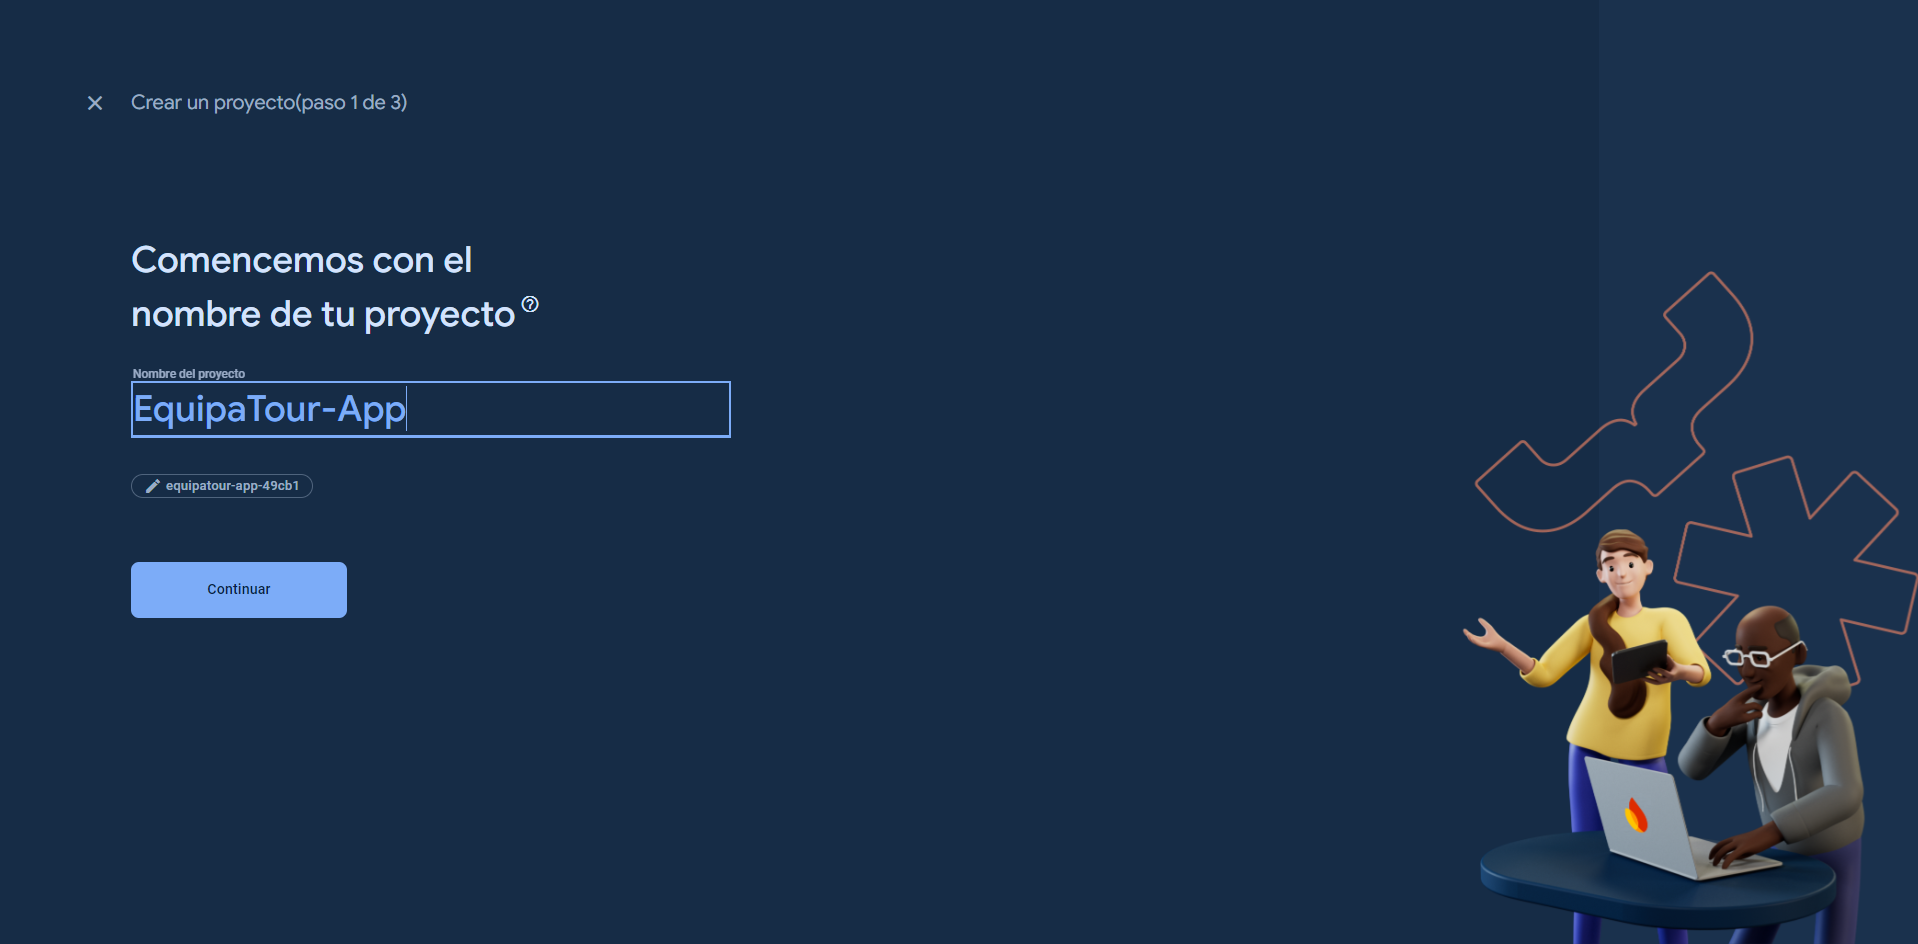 Crear un proyecto(paso 1 de 3)
Comencemos con el
nombre de tu proyecto
Nombre del proyecto
EquipaTour-App
equipatour-app-49cb1
Continuar